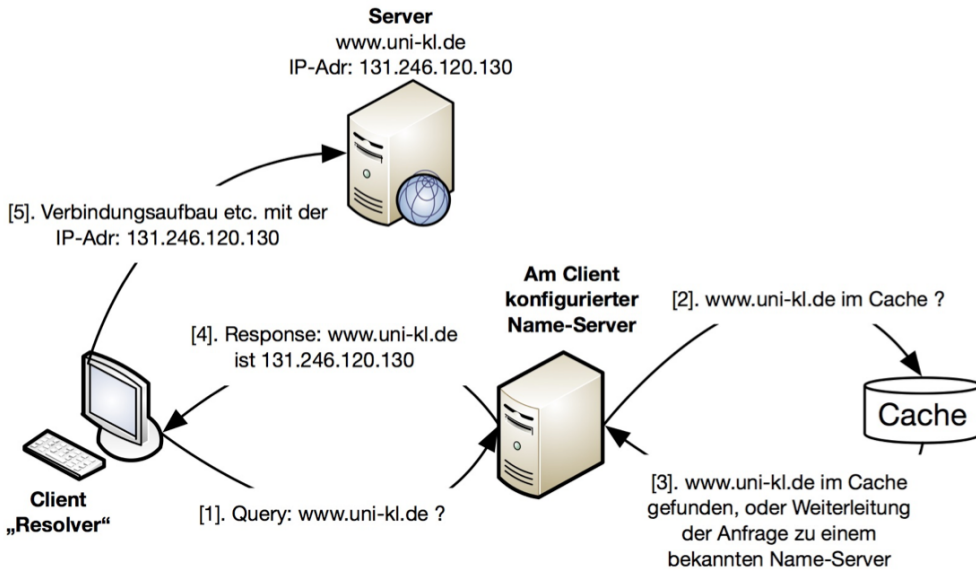 Server
www.uni-kl.de
IP-Adr: 131.246.120.130
[5]. Verbindungsaufbau etc. mit der
IP-Adr: 131.246.120.130
Am Client
konfigurierter
Name-Server
[2]. www.uni-kl.de im Cache ?
[4]. Response: www.uni-kl.de
ist 131.246.120.130
Cache
Client
„Resolver“
[1]. Query: www.uni-kl.de ?
[3]. www.uni-kl.de im Cache
gefunden, oder Weiterleitung
der Anfrage zu einem
bekannten Name-Server